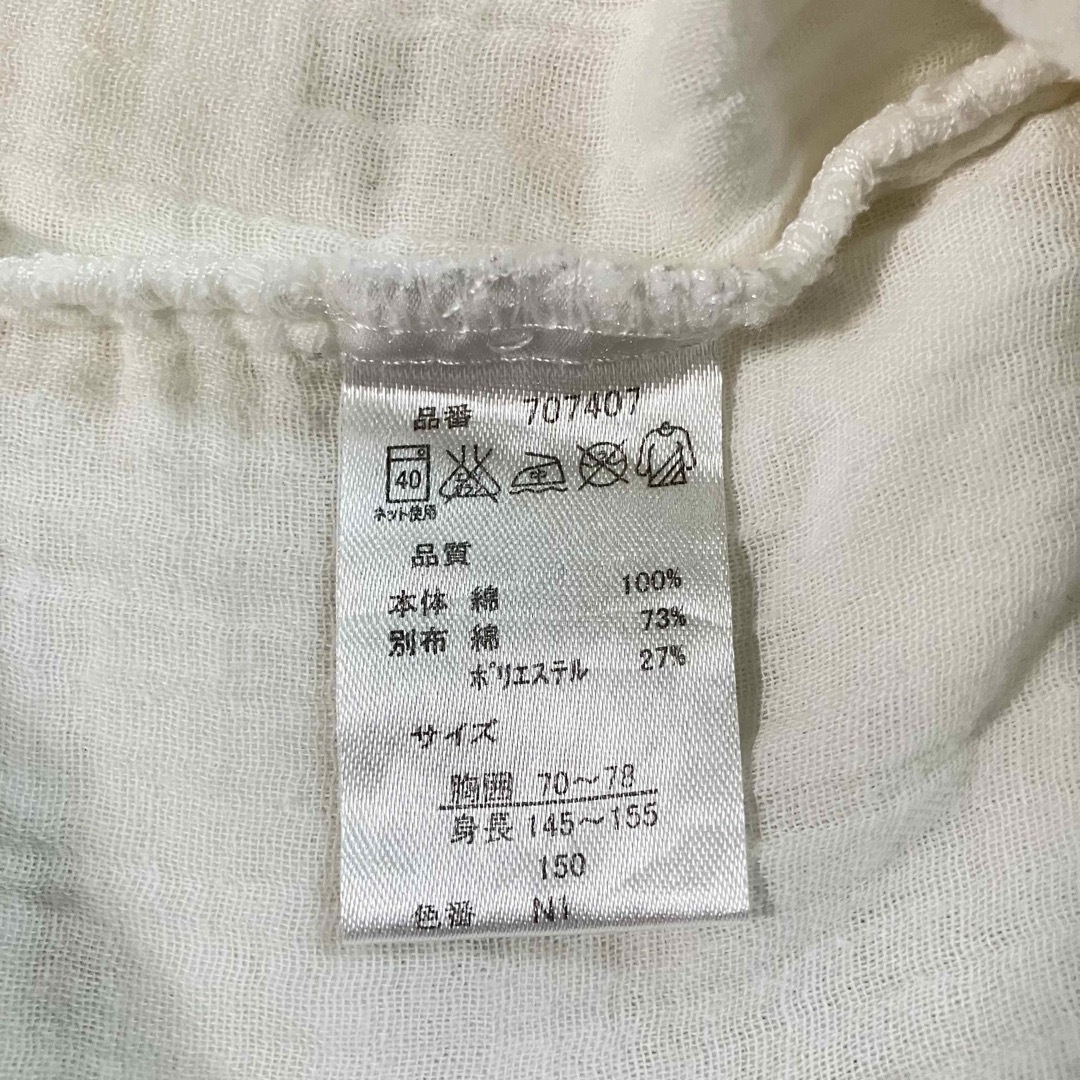 品番 707407
40 中
ネット使用
品質
本体 綿 100%
別布 綿 73%
ポリエステル 27%
サイズ
胸囲 70～78
身長 145～155
150
色番 N1